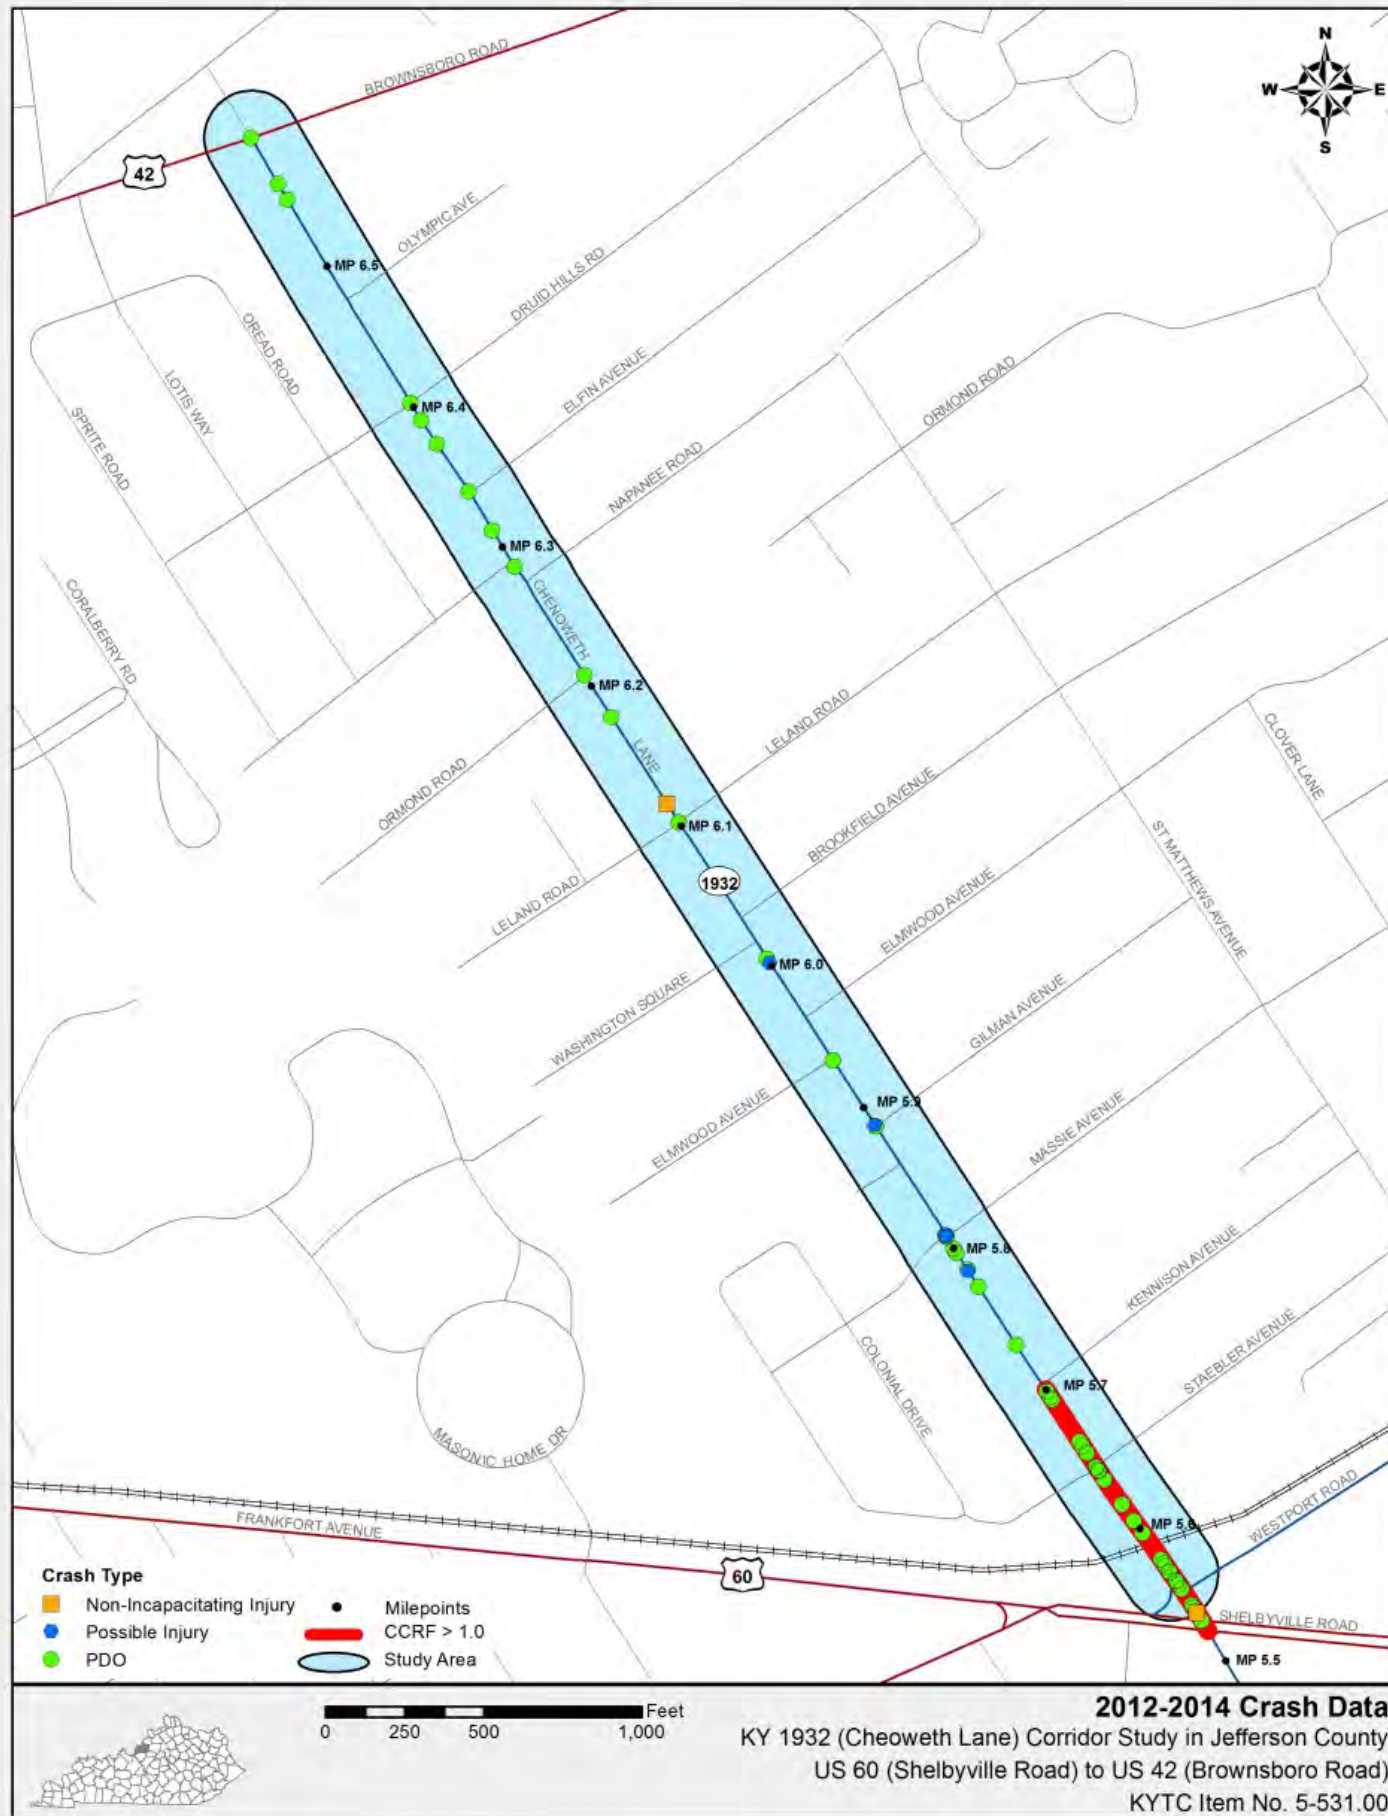 N
W E
S
BROWNSBORO ROAD
42
OLYMPIC AVE
MP 6.5
DRUID HILLS RD
OREAD ROAD
LOTIS WAY
SPRITE ROAD
ELFIN AVENUE
MP 6.4
ORMOND ROAD
NAPANEE ROAD
MP 6.3
CORALBERRY RD
CHENOWETH
MP 6.2
LANE
LELAND ROAD
CLOVER LANE
ORMOND ROAD
MP 6.1
BROOKFIELD AVENUE
ST MATTHEWS AVENUE
1932
LELAND ROAD
ELMWOOD AVENUE
MP 6.0
WASHINGTON SQUARE
GILMAN AVENUE
MP 5.9
ELMWOOD AVENUE
MASSIE AVENUE
MP 5.8
KENNISON AVENUE
COLONIAL DRIVE
MP 5.7
STAEBLER AVENUE
MASONIC HOME DR
WESTPORT ROAD
MP 5.6
FRANKFORT AVENUE
60
SHELBYVILLE ROAD
MP 5.5
Crash Type
Non-Incapacitating Injury
Possible Injury
PDO
Milepoints
CCRF > 1.0
Study Area
Feet
0 250 500 1,000
2012-2014 Crash Data
KY 1932 (Cheoweth Lane) Corridor Study in Jefferson County
US 60 (Shelbyville Road) to US 42 (Brownsboro Road)
KYTC Item No. 5-531.00